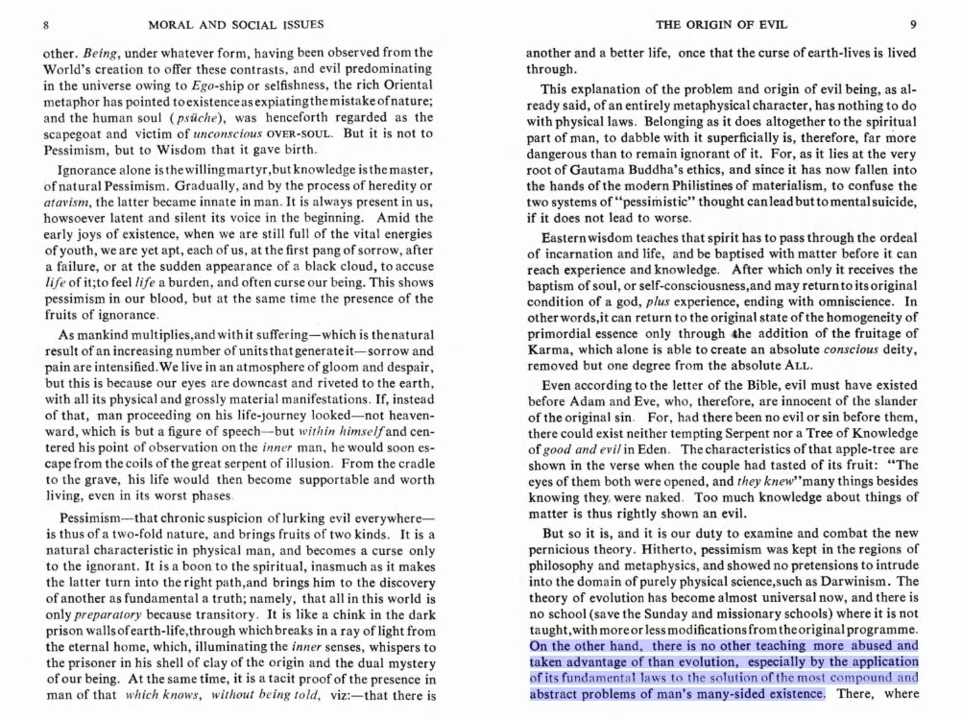 8 MORAL AND SOCIAL ISSUES
other. Being, under whatever form, having been observed from the
World's creation to offer these contrasts, and evil predominating
in the universe owing to Ego-ship or selfishness, the rich Oriental
metaphor has pointed to existence as expiating the mistake of nature;
and the human soul (psüche), was henceforth regarded as the
scapegoat and victim of unconscious OVER-SOUL. But it is not to
Pessimism, but to Wisdom that it gave birth.
Ignorance alone is the willing martyr, but knowledge is the master,
of natural Pessimism. Gradually, and by the process of heredity or
atavism, the latter became innate in man. It is always present in us,
howsoever latent and silent its voice in the beginning. Amid the
early joys of existence, when we are still full of the vital energies
of youth, we are yet apt, each of us, at the first pang of sorrow, after
a failure, or at the sudden appearance of a black cloud, to accuse
life of it;to feel life a burden, and often curse our being. This shows
pessimism in our blood, but at the same time the presence of the
fruits of ignorance.
As mankind multiplies,and with it suffering—which is the natural
result of an increasing number of units that generate it—sorrow and
pain are intensified.We live in an atmosphere of gloom and despair,
but this is because our eyes are downcast and riveted to the earth,
with all its physical and grossly material manifestations. If, instead
of that, man proceeding on his life-journey looked—not heaven-
ward, which is but a figure of speech—but within himself and cen-
tered his point of observation on the inner man, he would soon es-
cape from the coils of the great serpent of illusion. From the cradle
to the grave, his life would then become supportable and worth
living, even in its worst phases.
Pessimism—that chronic suspicion of lurking evil everywhere—
is thus of a two-fold nature, and brings fruits of two kinds. It is a
natural characteristic in physical man, and becomes a curse only
to the ignorant. It is a boon to the spiritual, inasmuch as it makes
the latter turn into the right path,and brings him to the discovery
of another as fundamental a truth; namely, that all in this world is
only preparatory because transitory. It is like a chink in the dark
prison walls of earth-life,through which breaks in a ray of light from
the eternal home, which, illuminating the inner senses, whispers to
the prisoner in his shell of clay of the origin and the dual mystery
of our being. At the same time, it is a tacit proof of the presence in
man of that which knows, without being told, viz:—that there is
THE ORIGIN OF EVIL 9
another and a better life, once that the curse of earth-lives is lived
through.
This explanation of the problem and origin of evil being, as al-
ready said, of an entirely metaphysical character, has nothing to do
with physical laws. Belonging as it does altogether to the spiritual
part of man, to dabble with it superficially is, therefore, far more
dangerous than to remain ignorant of it. For, as it lies at the very
root of Gautama Buddha's ethics, and since it has now fallen into
the hands of the modern Philistines of materialism, to confuse the
two systems of "pessimistic" thought can lead but to mental suicide,
if it does not lead to worse.
Eastern wisdom teaches that spirit has to pass through the ordeal
of incarnation and life, and be baptised with matter before it can
reach experience and knowledge. After which only it receives the
baptism of soul, or self-consciousness,and may return to its original
condition of a god, plus experience, ending with omniscience. In
other words,it can return to the original state of the homogeneity of
primordial essence only through the addition of the fruitage of
Karma, which alone is able to create an absolute conscious deity,
removed but one degree from the absolute ALL.
Even according to the letter of the Bible, evil must have existed
before Adam and Eve, who, therefore, are innocent of the slander
of the original sin. For, had there been no evil or sin before them,
there could exist neither tempting Serpent nor a Tree of Knowledge
of good and evil in Eden. The characteristics of that apple-tree are
shown in the verse when the couple had tasted of its fruit: "The
eyes of them both were opened, and they knew" many things besides
knowing they were naked. Too much knowledge about things of
matter is thus rightly shown an evil.
But so it is, and it is our duty to examine and combat the new
pernicious theory. Hitherto, pessimism was kept in the regions of
philosophy and metaphysics, and showed no pretensions to intrude
into the domain of purely physical science,such as Darwinism. The
theory of evolution has become almost universal now, and there is
no school (save the Sunday and missionary schools) where it is not
taught,with more or less modifications from the original programme.
On the other hand, there is no other teaching more abused and
taken advantage of than evolution, especially by the application
of its fundamental laws to the solution of the most compound and
abstract problems of man's many-sided existence. There, where